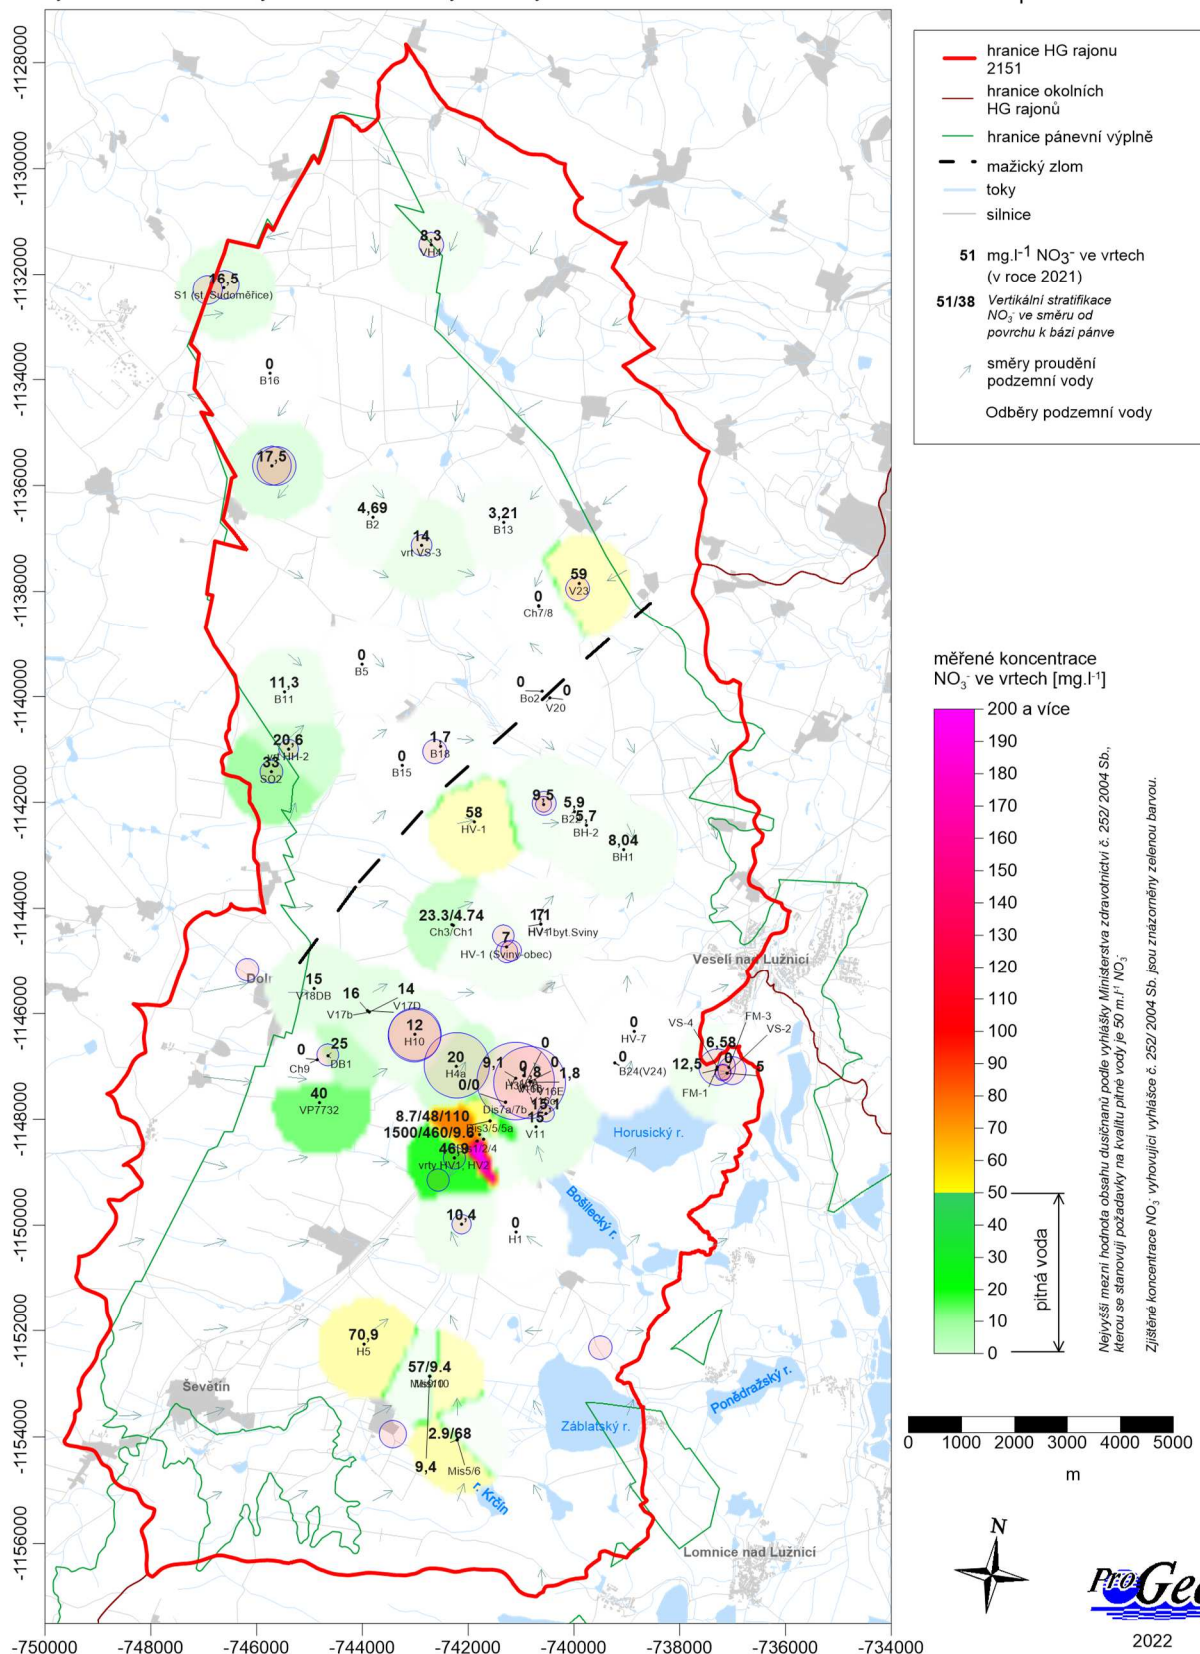 -1128000
-1130000
-1132000
-1134000
-1136000
-1138000
-1140000
-1142000
-1144000
-1146000
-1148000
-1150000
-1152000
-1154000
-1156000
-750000
-748000
-746000
-744000
-742000
-740000
-738000
-736000
-734000
8,3
VH4
16,5
S1 (st. Sudoměřice)
0
B16
17,5
4,69
B2
14
vrt VS-3
3,21
B13
59
V23
0
Ch7/8
0
B5
0
Bo2
0
V20
11,3
B11
20,6
vrt HH-2
33
SO2
1,7
B18
0
B15
58
HV-1
9,5
5,9
5,7
BH-2
8,04
BH1
23.3/4.74
Ch3/Ch1
7
HV-1 (Sviny-obec)
15
V18DB
16
V17b
14
V17D
12
H10
0
Ch9
25
DB1
20
H4a
40
VP7732
9,1
0
0
0
1,8
0/0
Dis7a/7b
15
V11
8.7/48/110
1500/460/9.6
46,9
vrty HV1, HV2
10,4
0
H1
0
HV-7
0
B24(V24)
VS-4
FM-3
VS-2
6,58
12,5
0
5
FM-1
Veselí nad Lužnicí
Horusický r.
Bošilecký r.
70,9
H5
57/9.4
2.9/68
9,4
Mis5/6
Ševětín
Záblatský r.
Ponědražský r.
r. Krčín
Lomnice nad Lužnicí
hranice HG rajonu
2151
hranice okolních
HG rajonů
hranice pánevní výplně
mažický zlom
toky
silnice
51 mg.l-1 NO3- ve vrtech
(v roce 2021)
51/38 Vertikální stratifikace
NO3- ve směru od
povrchu k bázi pánve
směry proudění
podzemní vody
Odběry podzemní vody
měřené koncentrace
NO3- ve vrtech [mg.l-1]
200 a více
190
180
170
160
150
140
130
120
110
100
90
80
70
60
50
40
30
20
10
0
pitná voda
Nejvyšší mezní hodnota obsahu dusičnanů podle vyhlášky Ministerstva zdravotnictví č. 252/ 2004 Sb.,
kterou se stanovují požadavky na kvalitu pitné vody je 50 m.l-1 NO3-
Zjištěné koncentrace NO3- vyhovující vyhlášce č. 252/ 2004 Sb. jsou znázorněny zelenou barvou.
0 1000 2000 3000 4000 5000
m
N
2022